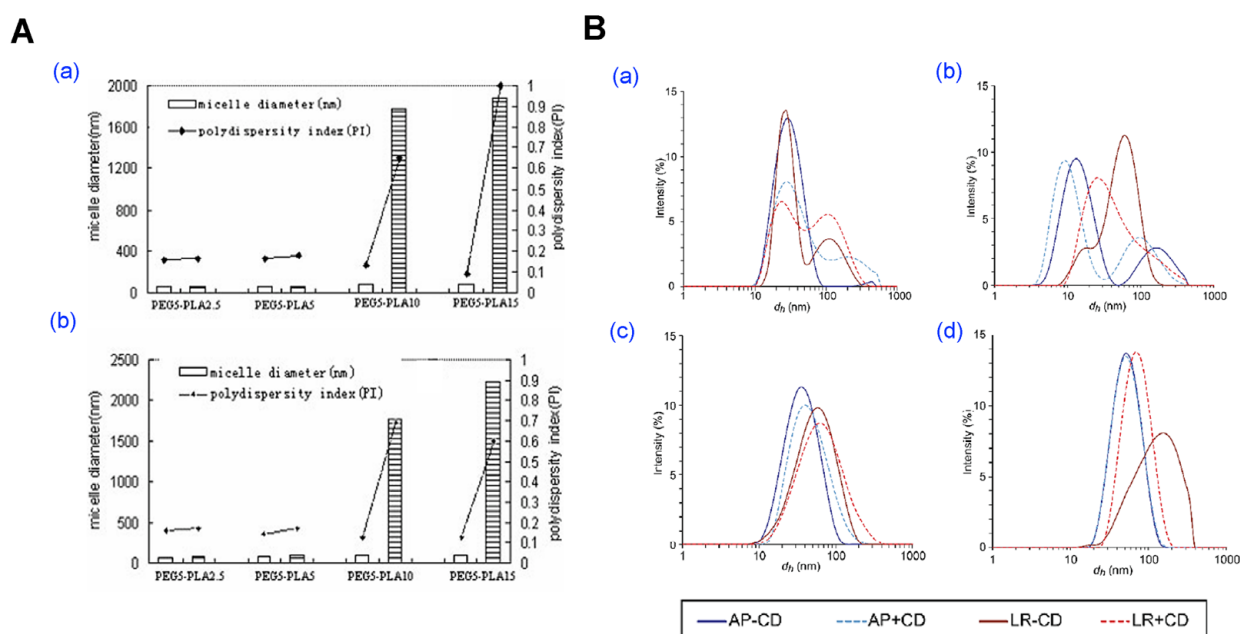 A
B
(a)
2000
1600
1200
800
400
0
micelle diameter(nm)
micelle diameter(nm)
polydispersity index(PI)
1
0.9
0.8
0.7
0.6
0.5
0.4
0.3
0.2
0.1
0
polydispersity index(PI)
PEG5-PLA2.5 PEG5-PLA5 PEG5-PLA10 PEG5-PLA15
(b)
2500
2000
1500
1000
500
0
micelle diameter(nm)
micelle diameter(nm)
polydispersity index(PI)
1
0.9
0.8
0.7
0.6
0.5
0.4
0.3
0.2
0.1
0
polydispersity index(PI)
PEG5-PLA2.5 PEG5-PLA5 PEG5-PLA10 PEG5-PLA15
(a)
15
10
5
0
Intensity (%)
1 10 100 1000
dh (nm)
(b)
15
10
5
0
Intensity (%)
1 10 100 1000
dh (nm)
(c)
15
10
5
0
Intensity (%)
1 10 100 1000
dh (nm)
(d)
15
10
5
0
Intensity (%)
1 10 100 1000
dh (nm)
AP-CD AP+CD LR-CD LR+CD